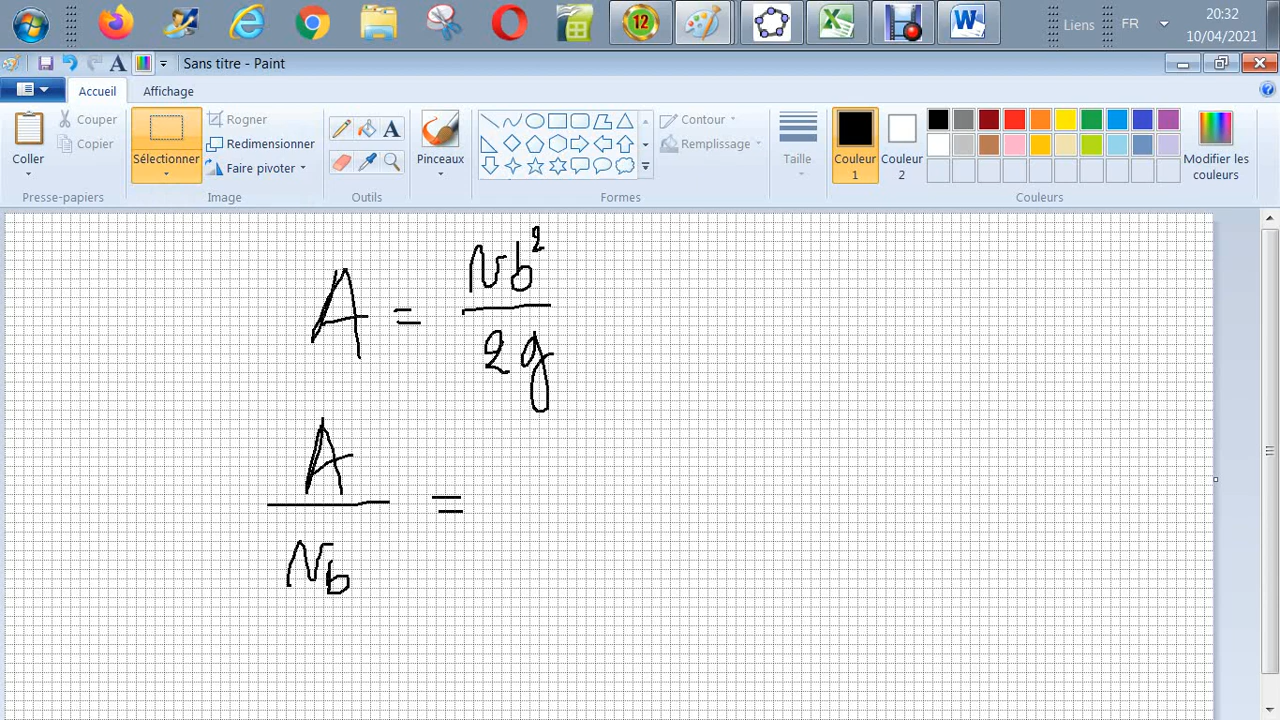 20:32
Liens FR
10/04/2021
12
Sans titre - Paint
Accueil Affichage
Coller Couper Copier
Sélectionner Rogner Redimensionner Faire pivoter
A
Pinceaux
Contour Remplissage
Taille
Couleur 1 Couleur 2
Modifier les couleurs
Presse-papiers Image Outils Formes Couleurs
A = Nb² / 2g
A / Nb =